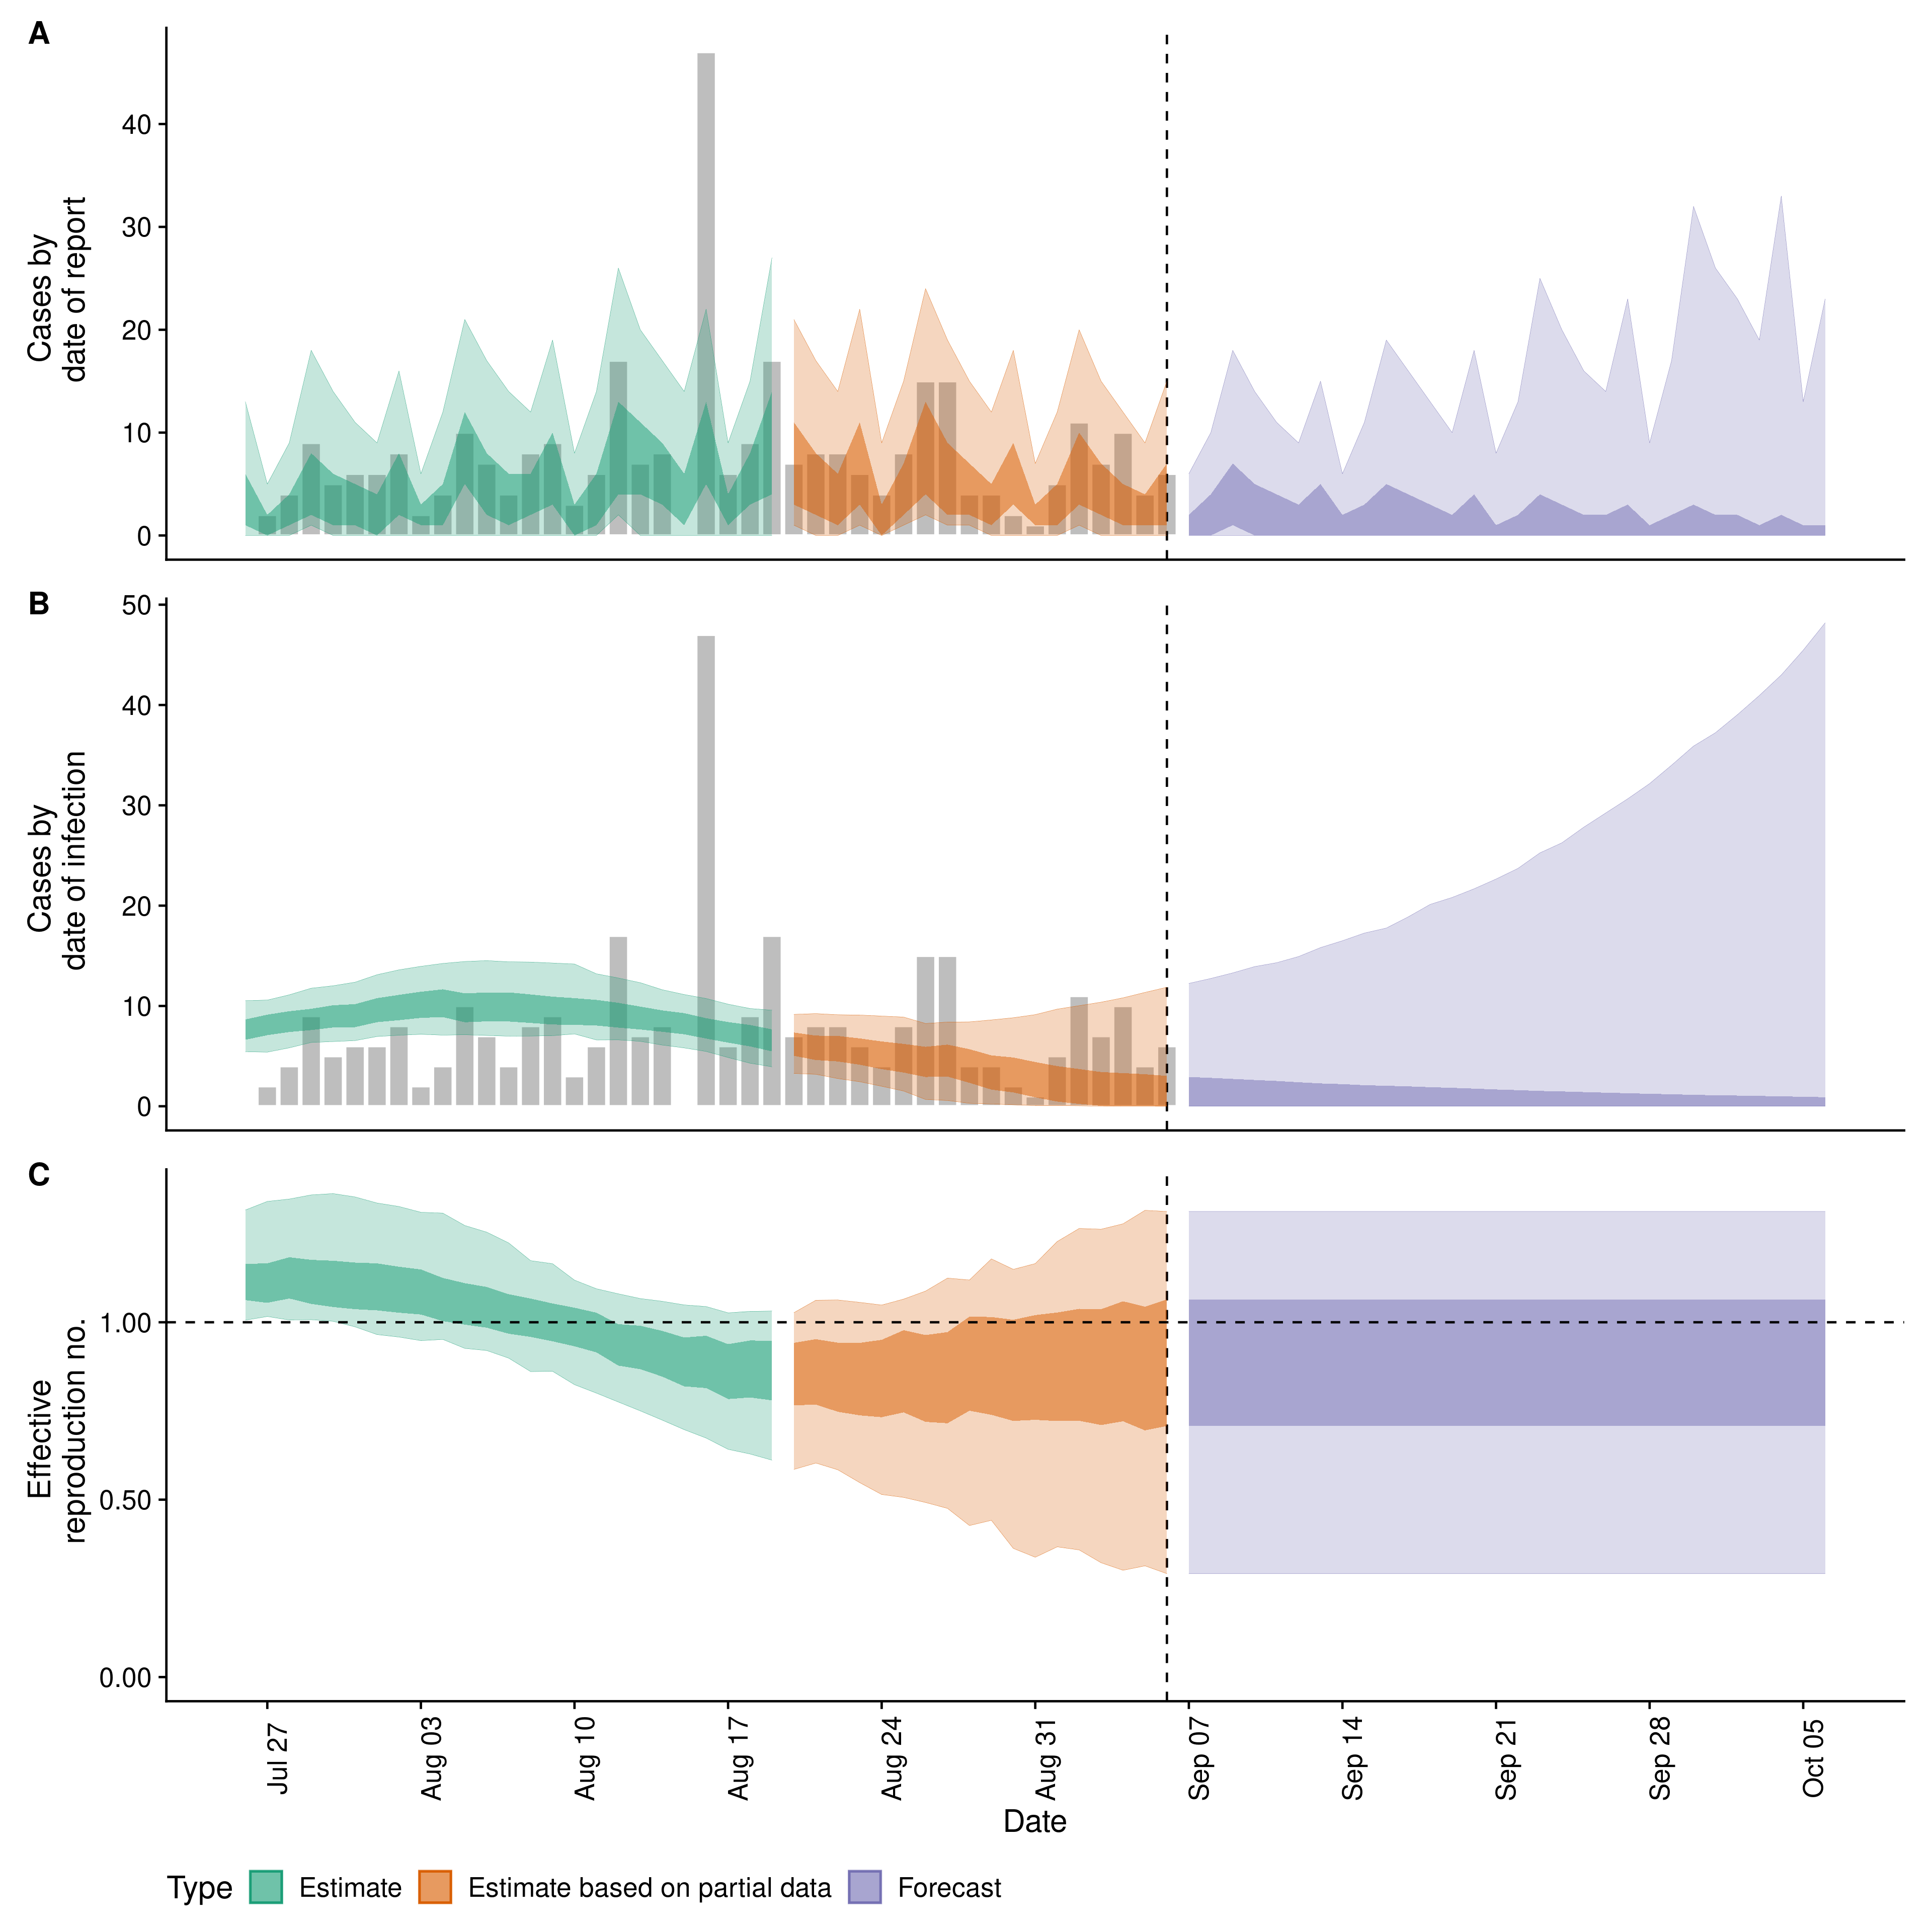 A
Cases by
date of report
40
30
20
10
0
B
Cases by
date of infection
50
40
30
20
10
0
C
Effective
reproduction no.
1.00
0.50
0.00
Jul 27
Aug 03
Aug 10
Aug 17
Aug 24
Aug 31
Sep 07
Sep 14
Sep 21
Sep 28
Oct 05
Date
Type Estimate Estimate based on partial data Forecast